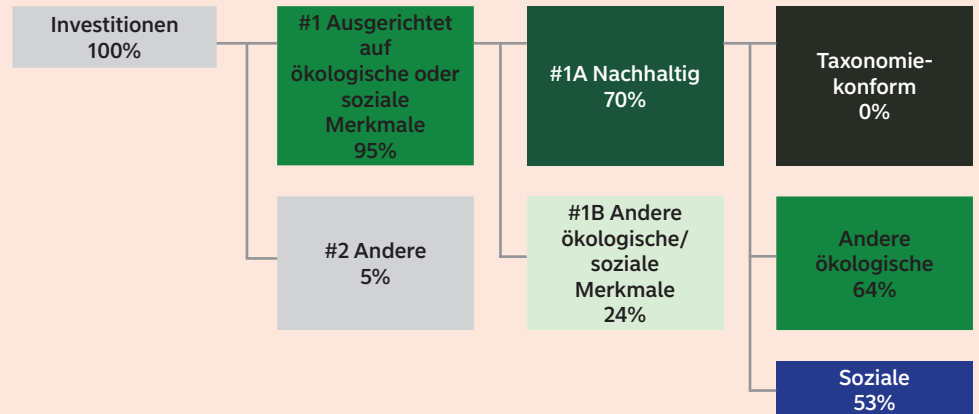 Investitionen
100%
#1 Ausgerichtet
auf
ökologische oder
soziale
Merkmale
95%
#2 Andere
5%
#1A Nachhaltig
70%
#1B Andere
ökologische/
soziale
Merkmale
24%
Taxonomie-
konform
0%
Andere
ökologische
64%
Soziale
53%